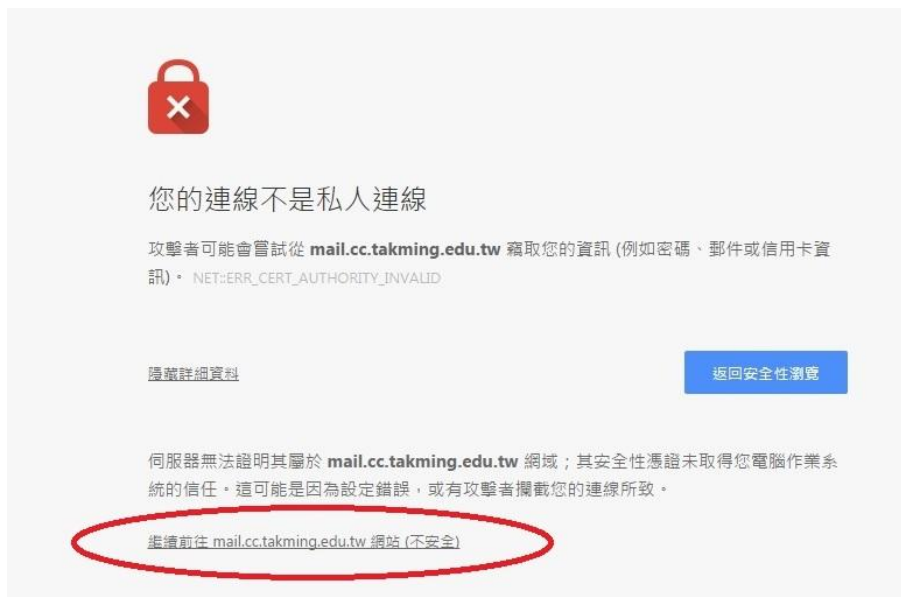 您的連線不是私人連線
攻擊者可能會嘗試從 mail.cc.takming.edu.tw 竊取您的資訊 (例如密碼、郵件或信用卡資
訊)。 NET::ERR_CERT_AUTHORITY_INVALID
隱藏詳細資料
返回安全性瀏覽
伺服器無法證明其屬於 mail.cc.takming.edu.tw 網域；其安全性憑證未取得您電腦作業系
統的信任。這可能是因為設定錯誤，或有攻擊者攔截您的連線所致。
繼續前往 mail.cc.takming.edu.tw 網站 (不安全)